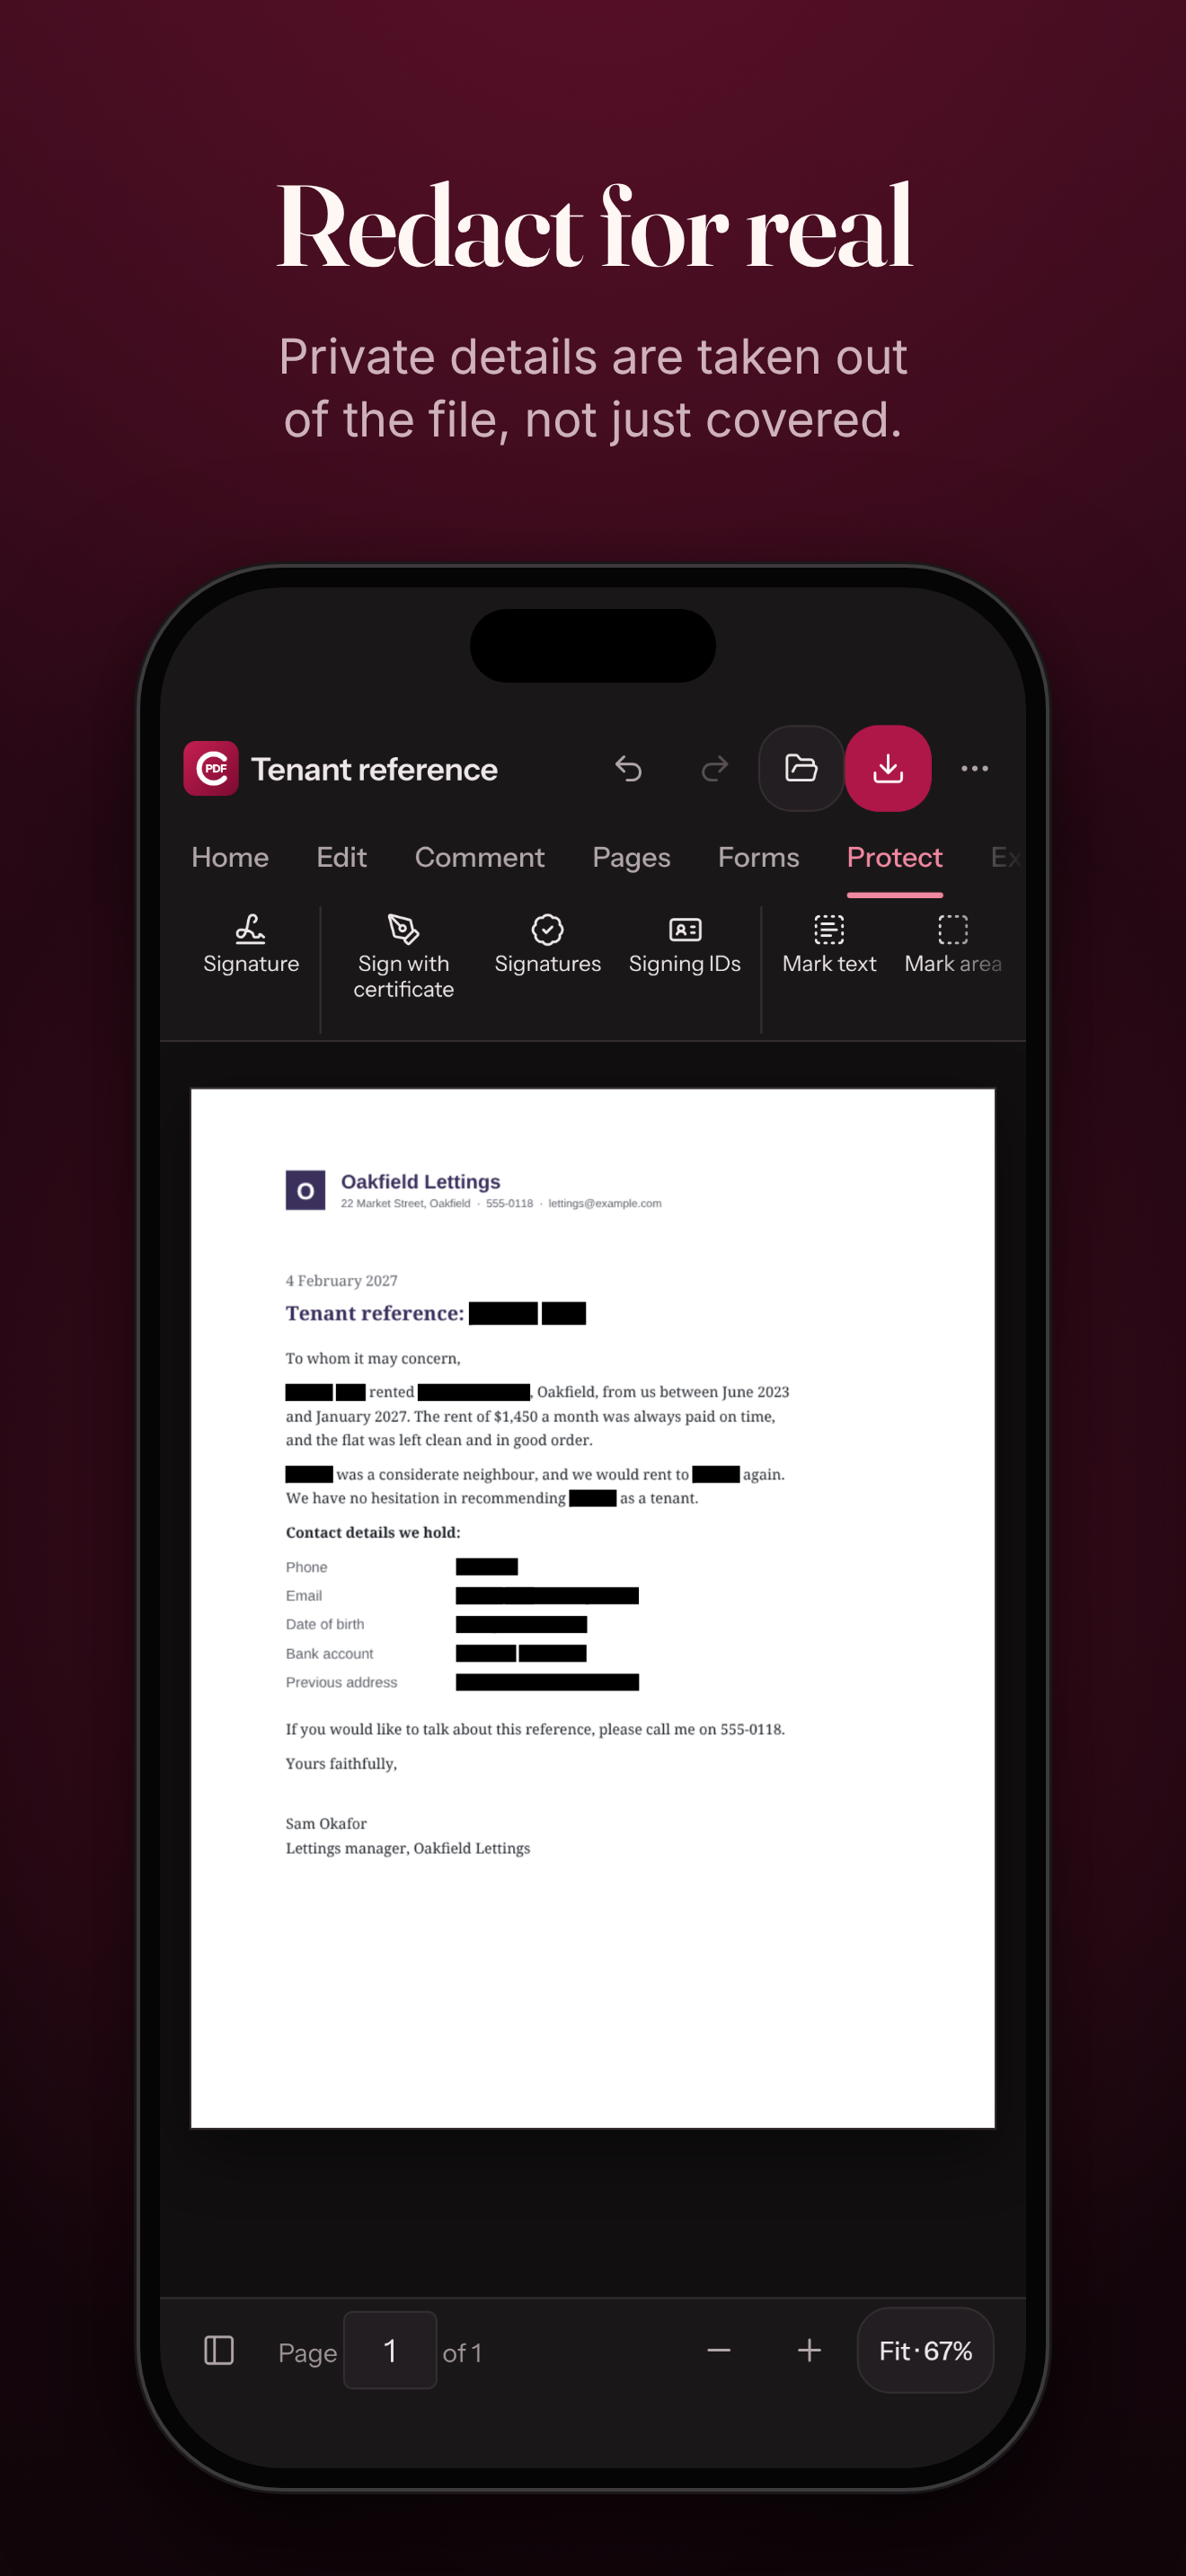 Redact for real
Private details are taken out
of the file, not just covered.
PDF Tenant reference
Home Edit Comment Pages Forms Protect Ex
Signature Sign with certificate Signatures Signing IDs Mark text Mark area
O Oakfield Lettings
22 Market Street, Oakfield · 555-0118 · lettings@example.com
4 February 2027
Tenant reference:
To whom it may concern,
rented , Oakfield, from us between June 2023
and January 2027. The rent of $1,450 a month was always paid on time,
and the flat was left clean and in good order.
was a considerate neighbour, and we would rent to again.
We have no hesitation in recommending as a tenant.
Contact details we hold:
Phone
Email
Date of birth
Bank account
Previous address
If you would like to talk about this reference, please call me on 555-0118.
Yours faithfully,
Sam Okafor
Lettings manager, Oakfield Lettings
Page 1 of 1 Fit · 67%